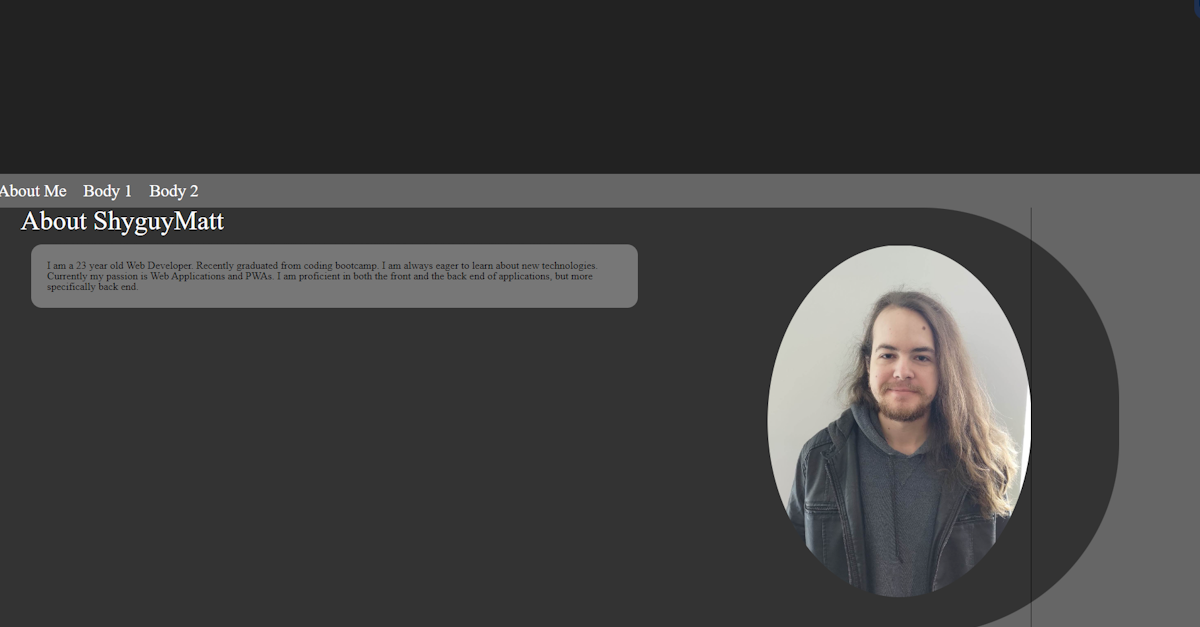 About Me Body 1 Body 2
About ShyguyMatt
I am a 23 year old Web Developer. Recently graduated from coding bootcamp. I am always eager to learn about new technologies.
Currently my passion is Web Applications and PWAs. I am proficient in both the front and the back end of applications, but more
specifically back end.